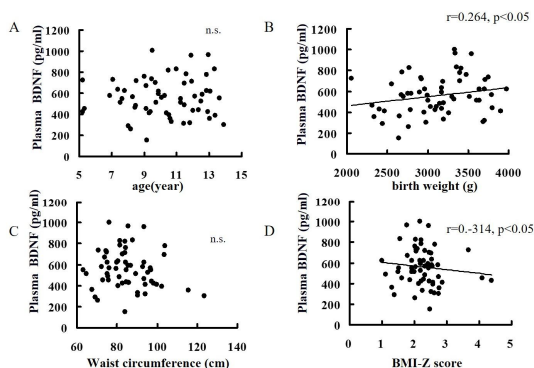 A
n.s.
Plasma BDNF (pg/ml)
1200
1000
800
600
400
200
0
5 7 9 11 13 15
age(year)
B
r=0.264, p<0.05
Plasma BDNF (pg/ml)
1200
1000
800
600
400
200
0
2000 2500 3000 3500 4000
birth weight (g)
C
n.s.
Plasma BDNF (pg/ml)
1200
1000
800
600
400
200
0
60 80 100 120 140
Waist circumference (cm)
D
r=0.-314, p<0.05
Plasma BDNF (pg/ml)
1200
1000
800
600
400
200
0
0 1 2 3 4 5
BMI-Z score